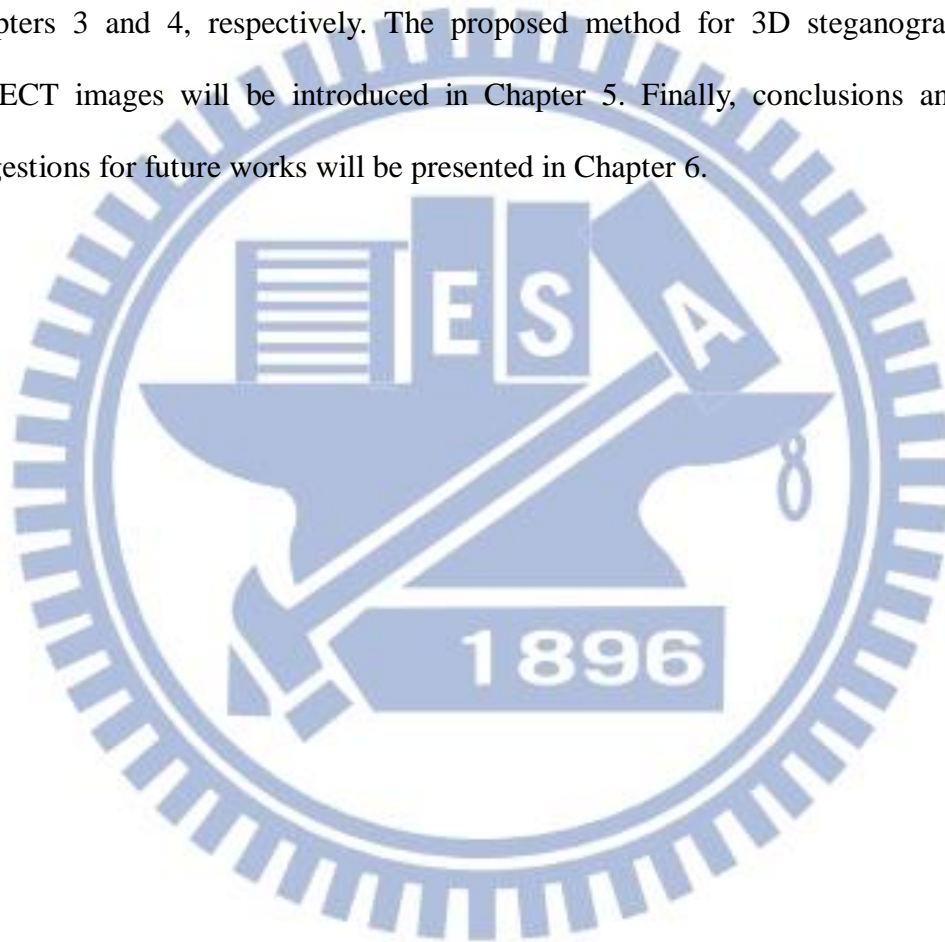 pters 3 and 4, respectively. The proposed method for 3D steganogra
ECT images will be introduced in Chapter 5. Finally, conclusions an
gestions for future works will be presented in Chapter 6.
E S A
8
1896